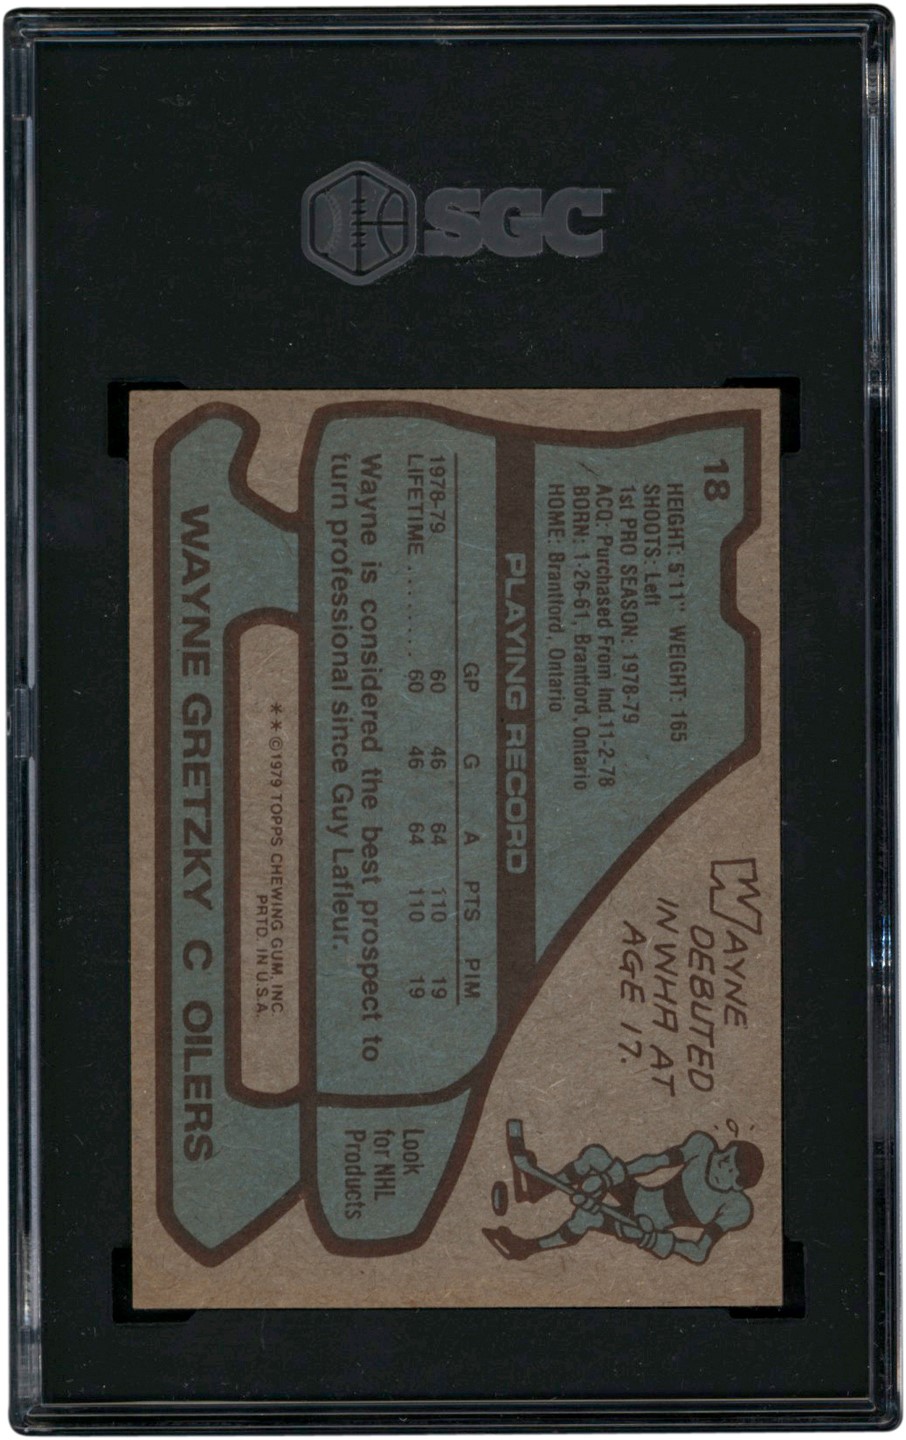 SGC
18
HEIGHT: 5'11" WEIGHT: 165
SHOOTS: Left
1st PRO SEASON: 1978-79
ACQ: Purchased From Ind. 11-2-78
BORN: 1-26-61, Brantford, Ontario
HOME: Brantford, Ontario
WAYNE
DEBUTED
IN WHA AT
AGE 17.
PLAYING RECORD
GP G A PTS PIM
1978-79 60 46 64 110 19
LIFETIME ........ 60 46 64 110 19
Wayne is considered the best prospect to
turn professional since Guy Lafleur.
Look
for NHL
Products
**©1979 TOPPS CHEWING GUM, INC.
PRTD. IN U.S.A.
WAYNE GRETZKY C OILERS